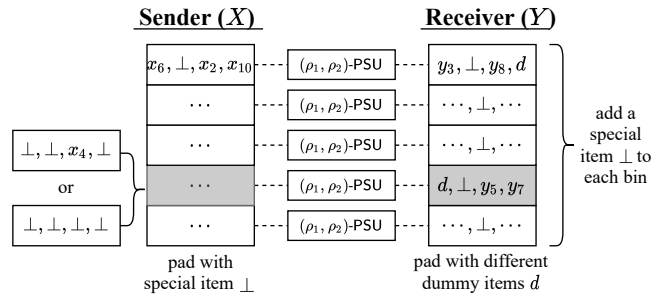 Sender (X)
Receiver (Y)
x₆, ⊥, x₂, x₁₀
(ρ₁, ρ₂)-PSU
y₃, ⊥, y₈, d
⋯
(ρ₁, ρ₂)-PSU
⋯, ⊥, ⋯
⋯
(ρ₁, ρ₂)-PSU
⋯, ⊥, ⋯
⋯
(ρ₁, ρ₂)-PSU
d, ⊥, y₅, y₇
⋯
(ρ₁, ρ₂)-PSU
⋯, ⊥, ⋯
⊥, ⊥, x₄, ⊥
or
⊥, ⊥, ⊥, ⊥
add a
special
item ⊥ to
each bin
pad with
special item ⊥
pad with different
dummy items d